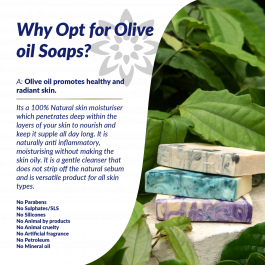 Why Opt for Olive
oil Soaps?
A: Olive oil promotes healthy and
radiant skin.
Its a 100% Natural skin moisturiser
which penetrates deep within the
layers of your skin to nourish and
keep it supple all day long. It is
naturally anti inflammatory,
moisturising without making the
skin oily. It is a gentle cleanser that
does not strip off the natural sebum
and is versatile product for all skin
types.
No Parabens
No Sulphates/SLS
No Silicones
No Animal by products
No Animal cruelty
No Artificial fragrance
No Petroleum
No Mineral oil